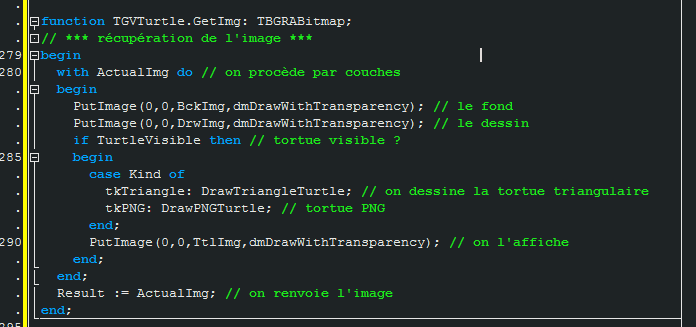 function TGVTurtle.GetImg: TBGRABitmap;
// *** récupération de l'image ***
279 begin
280 with ActualImg do // on procède par couches
begin
PutImage(0,0,BckImg,dmDrawWithTransparency); // le fond
PutImage(0,0,DrwImg,dmDrawWithTransparency); // le dessin
if TurtleVisible then // tortue visible ?
285 begin
case Kind of
tkTriangle: DrawTriangleTurtle; // on dessine la tortue triangulaire
tkPNG: DrawPNGTurtle; // tortue PNG
end;
290 PutImage(0,0,TtlImg,dmDrawWithTransparency); // on l'affiche
end;
end;
Result := ActualImg; // on renvoie l'image
end;